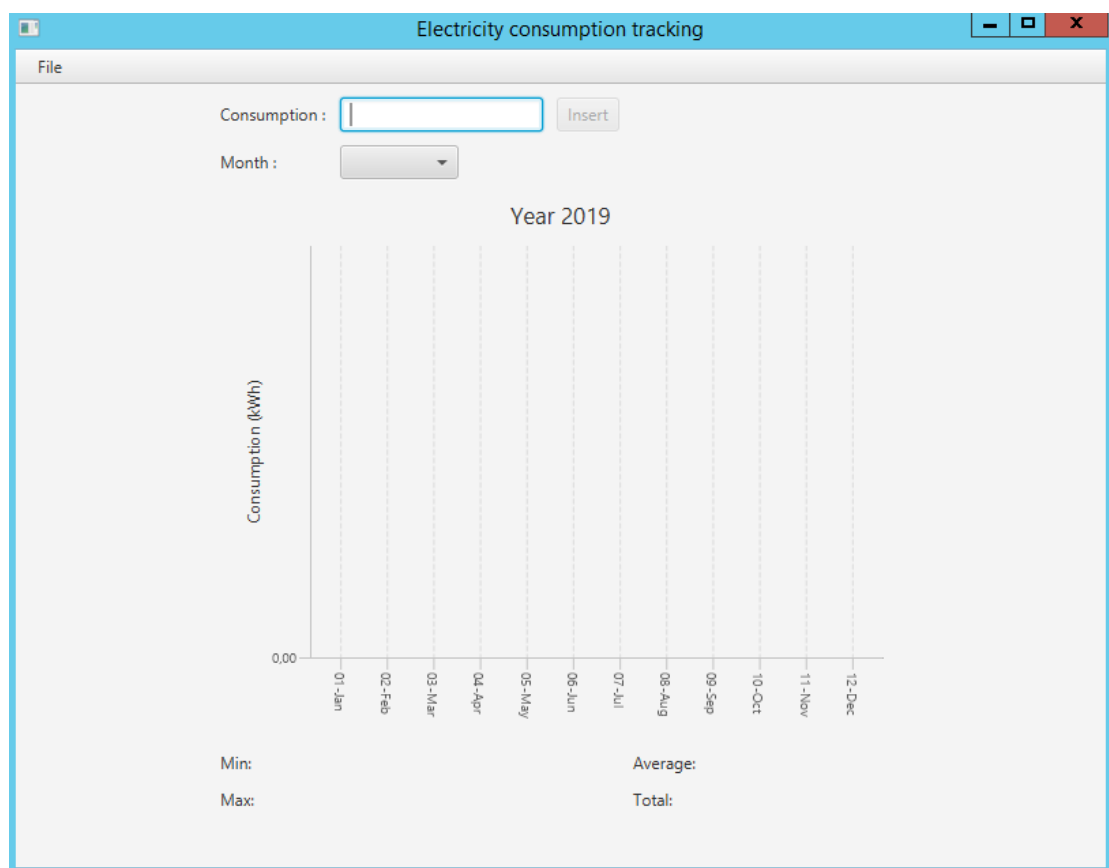 Electricity consumption tracking
File
Consumption :
Insert
Month :
Year 2019
Consumption (kWh)
0,00
01-Jan
02-Feb
03-Mar
04-Apr
05-May
06-Jun
07-Jul
08-Aug
09-Sep
10-Oct
11-Nov
12-Dec
Min:
Average:
Max:
Total: